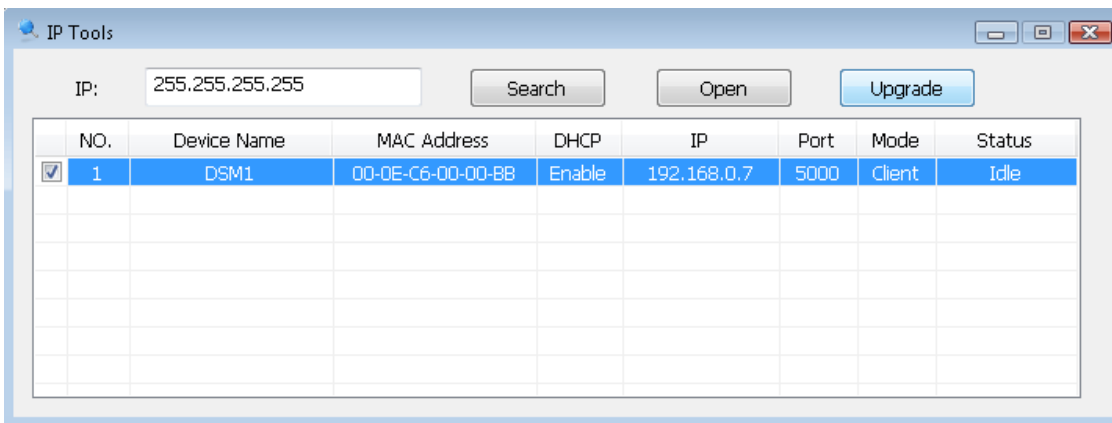 IP Tools
IP: 255.255.255.255 Search Open Upgrade
NO. Device Name MAC Address DHCP IP Port Mode Status
1 DSM1 00-0E-C6-00-00-BB Enable 192.168.0.7 5000 Client Idle